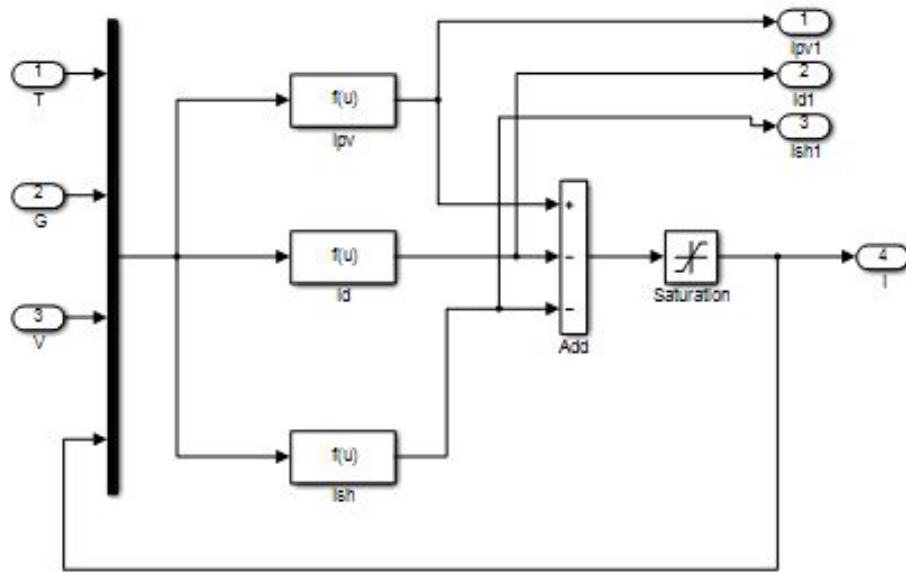 1
T
2
G
3
V
f(u)
Ipv
f(u)
Id
f(u)
Ish
+
−
−
Add
Saturation
1
Ipv1
2
Id1
3
Ish1
4
I